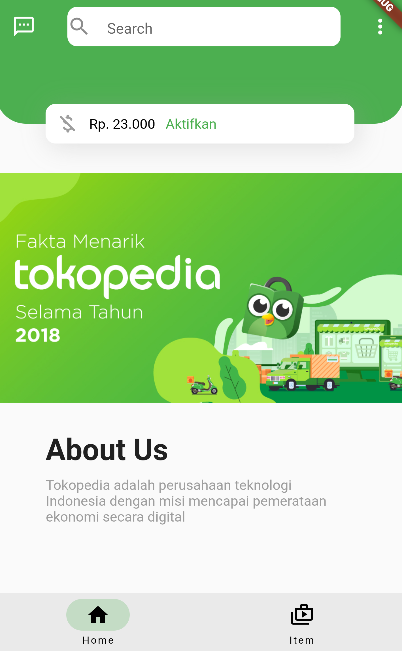 Search
Rp. 23.000 Aktifkan
Fakta Menarik
tokopedia
Selama Tahun
2018
About Us
Tokopedia adalah perusahaan teknologi
Indonesia dengan misi mencapai pemerataan
ekonomi secara digital
Home
Item